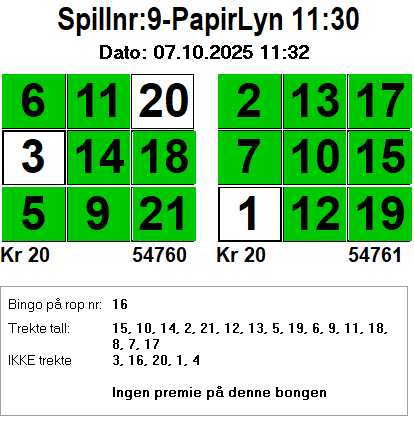 Spillnr:9-PapirLyn 11:30
Dato: 07.10.2025 11:32
6 11 20 2 13 17
3 14 18 7 10 15
5 9 21 1 12 19
Kr 20 54760 Kr 20 54761
Bingo på rop nr: 16
Trekte tall: 15, 10, 14, 2, 21, 12, 13, 5, 19, 6, 9, 11, 18,
8, 7, 17
IKKE trekte 3, 16, 20, 1, 4
Ingen premie på denne bongen